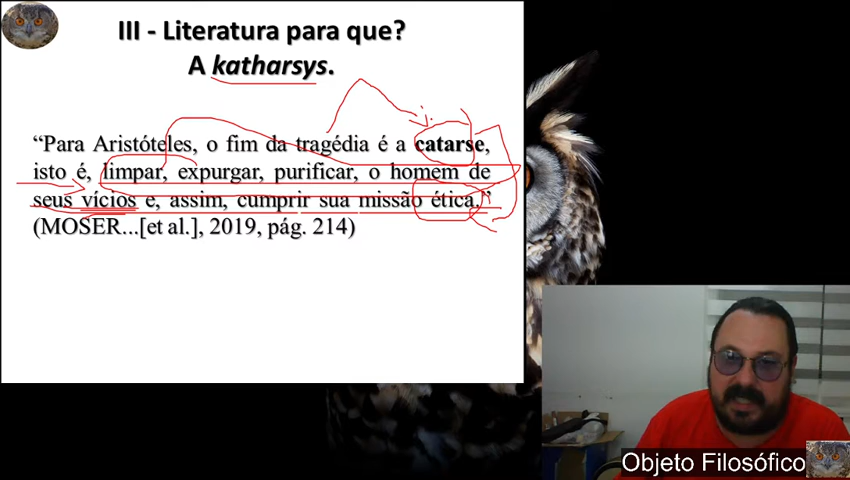 III - Literatura para que?
A katharsys.
“Para Aristóteles, o fim da tragédia é a catarse,
isto é, limpar, expurgar, purificar, o homem de
seus vícios e, assim, cumprir sua missão ética.”
(MOSER...[et al.], 2019, pág. 214)
Objeto Filosófico